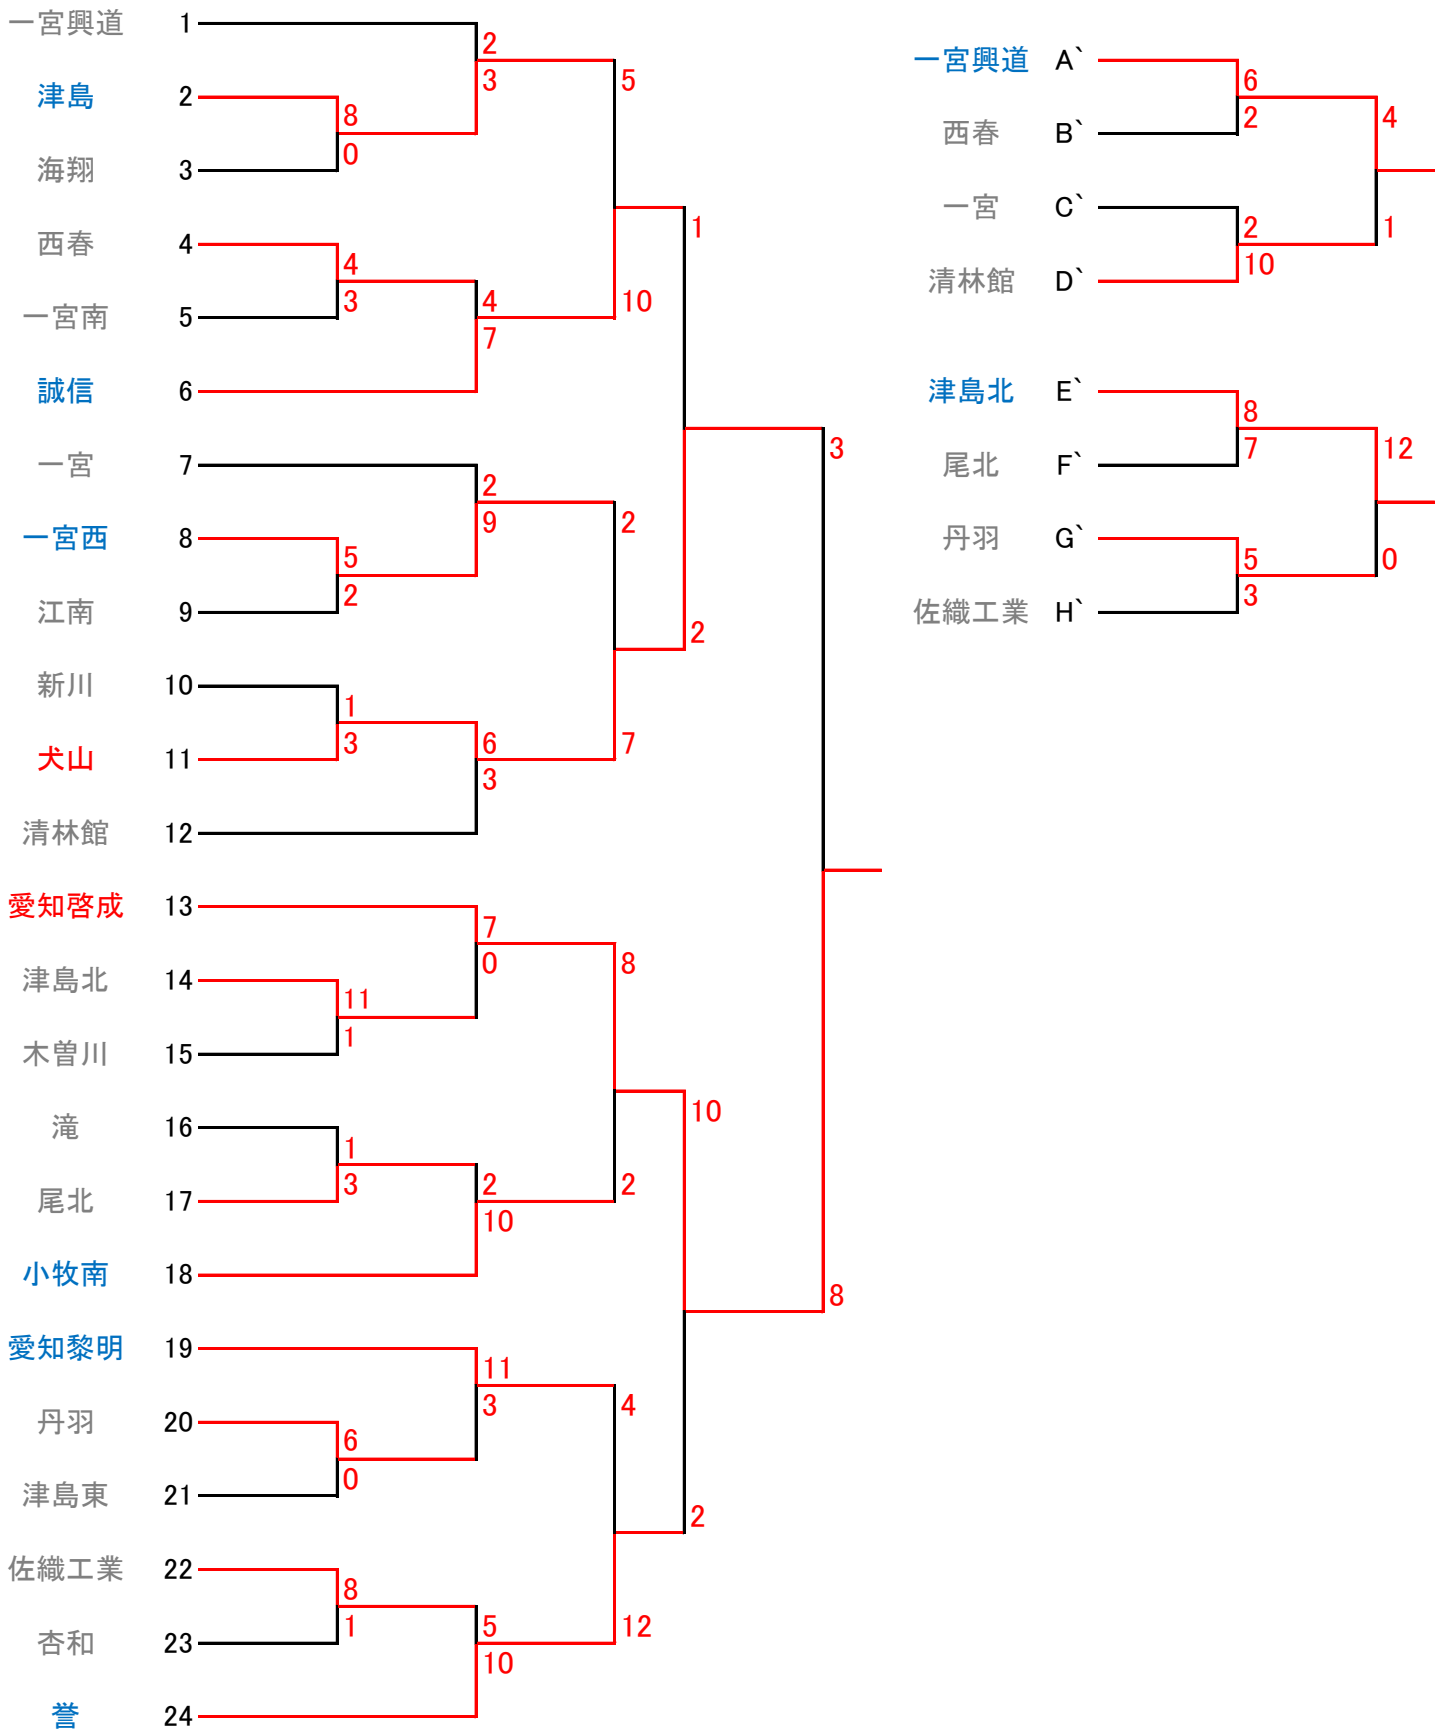 一宮興道 1
2
3
5
津島 2
8
0
海翔 3
西春 4
4
3
一宮南 5
4
7
10
誠信 6
1
一宮 7
2
9
2
一宮西 8
5
2
江南 9
2
新川 10
1
3
犬山 11
6
3
7
清林館 12
3
愛知啓成 13
7
0
8
津島北 14
11
1
木曽川 15
10
滝 16
1
3
尾北 17
2
10
2
小牧南 18
8
愛知黎明 19
11
3
4
丹羽 20
6
0
津島東 21
2
佐織工業 22
8
1
杏和 23
5
10
12
誉 24
一宮興道 A`
6
2
4
西春 B`
一宮 C`
2
10
1
清林館 D`
津島北 E`
8
7
12
尾北 F`
丹羽 G`
5
3
0
佐織工業 H`